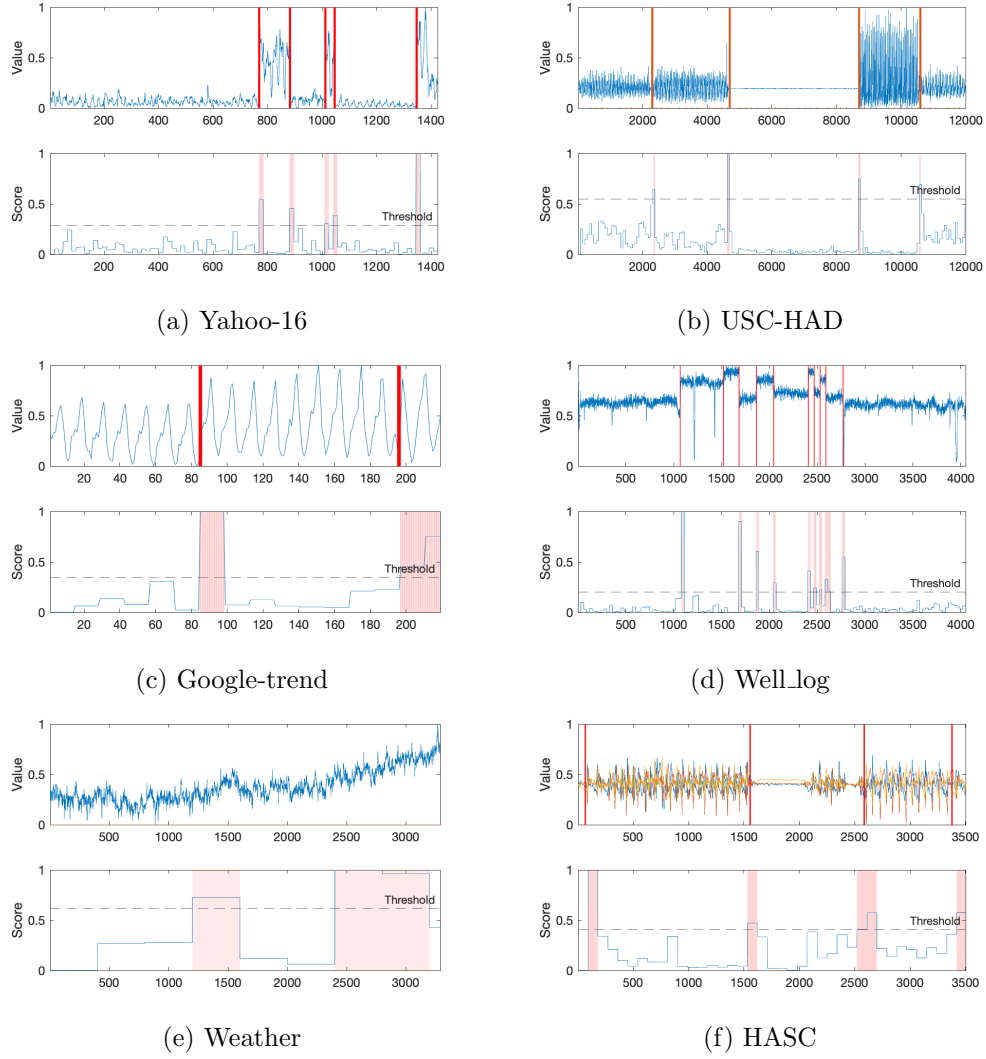 1
0.5
0
Value
200 400 600 800 1000 1200 1400
1
0.5
0
Score
Threshold
200 400 600 800 1000 1200 1400
(a) Yahoo-16
1
0.5
0
Value
2000 4000 6000 8000 10000 12000
1
0.5
0
Score
Threshold
2000 4000 6000 8000 10000 12000
(b) USC-HAD
1
0.5
0
Value
20 40 60 80 100 120 140 160 180 200
1
0.5
0
Score
Threshold
20 40 60 80 100 120 140 160 180 200
(c) Google-trend
1
0.5
0
Value
500 1000 1500 2000 2500 3000 3500 4000
1
0.5
0
Score
Threshold
500 1000 1500 2000 2500 3000 3500 4000
(d) Well_log
1
0.5
0
Value
500 1000 1500 2000 2500 3000
1
0.5
0
Score
Threshold
500 1000 1500 2000 2500 3000
(e) Weather
1
0.5
0
Value
500 1000 1500 2000 2500 3000 3500
1
0.5
0
Score
Threshold
500 1000 1500 2000 2500 3000 3500
(f) HASC